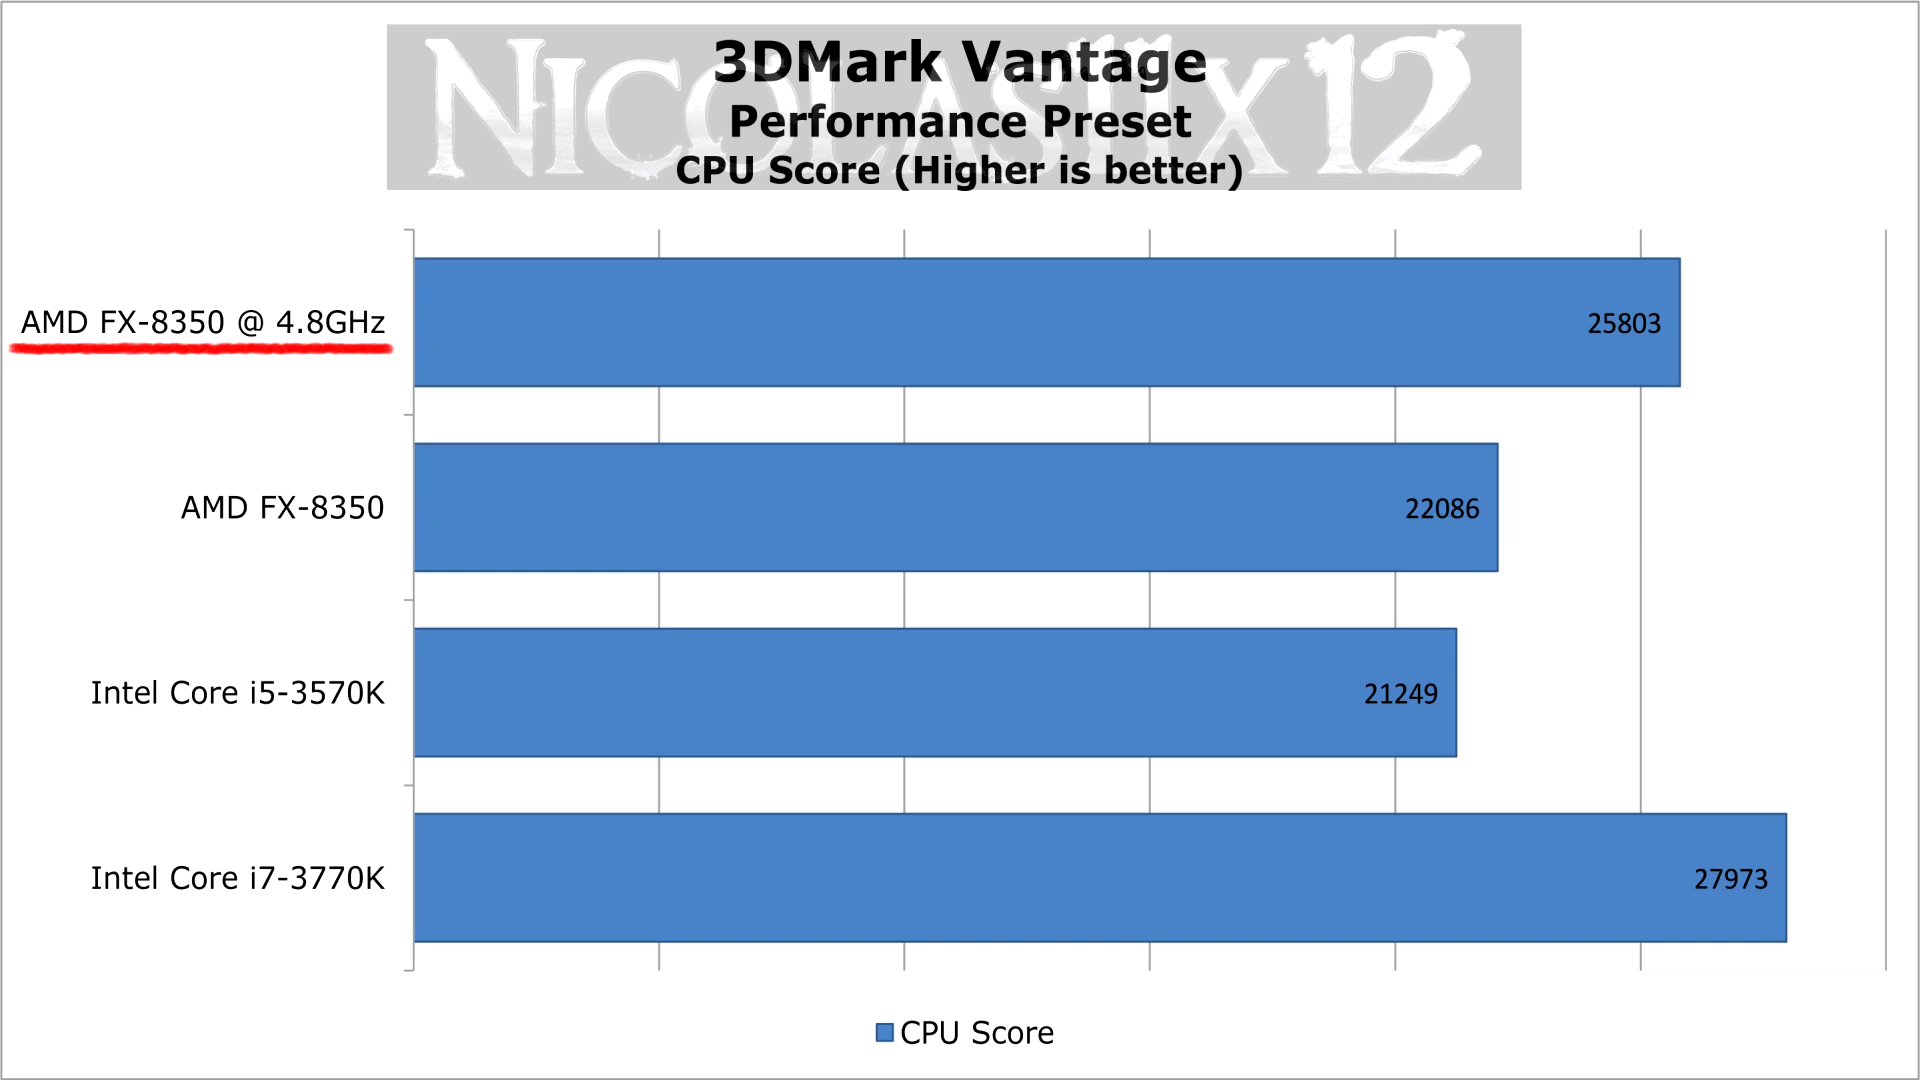 Nicolas11x12
3DMark Vantage
Performance Preset
CPU Score (Higher is better)
AMD FX-8350 @ 4.8GHz
25803
AMD FX-8350
22086
Intel Core i5-3570K
21249
Intel Core i7-3770K
27973
CPU Score